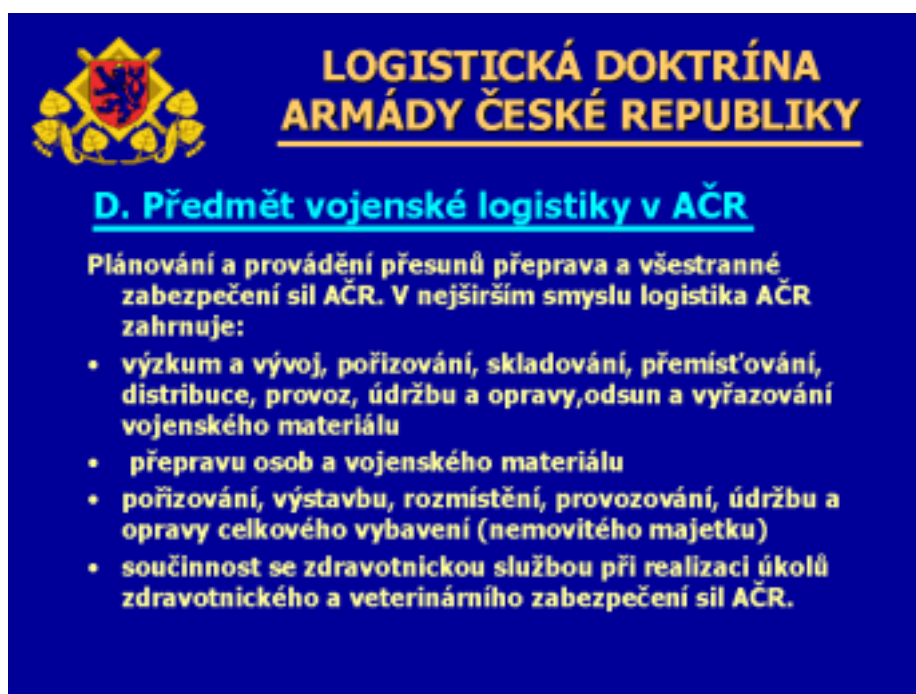 LOGISTICKÁ DOKTRÍNA
ARMÁDY ČESKÉ REPUBLIKY
D. Předmět vojenské logistiky v AČR
Plánování a provádění přesunů přeprava a všestranné
zabezpečení sil AČR. V nejširším smyslu logistika AČR
zahrnuje:
• výzkum a vývoj, pořizování, skladování, přemísťování,
distribuce, provoz, údržbu a opravy,odsun a vyřazování
vojenského materiálu
• přepravu osob a vojenského materiálu
• pořizování, výstavbu, rozmístění, provozování, údržbu a
opravy celkového vybavení (nemovitého majetku)
• součinnost se zdravotnickou službou při realizaci úkolů
zdravotnického a veterinárního zabezpečení sil AČR.